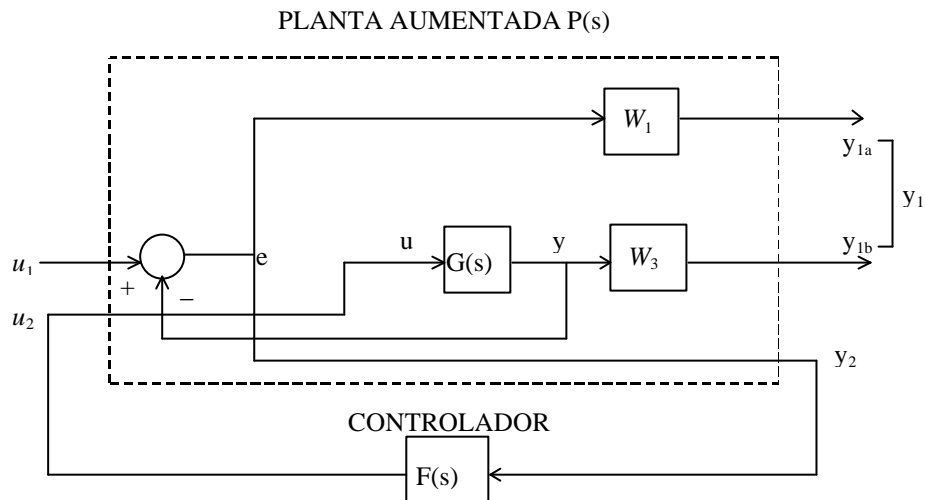 PLANTA AUMENTADA P(s)
W₁
y₁ₐ
y₁
u
y
G(s)
W₃
y₁b
u₁
+
e
−
u₂
y₂
CONTROLADOR
F(s)